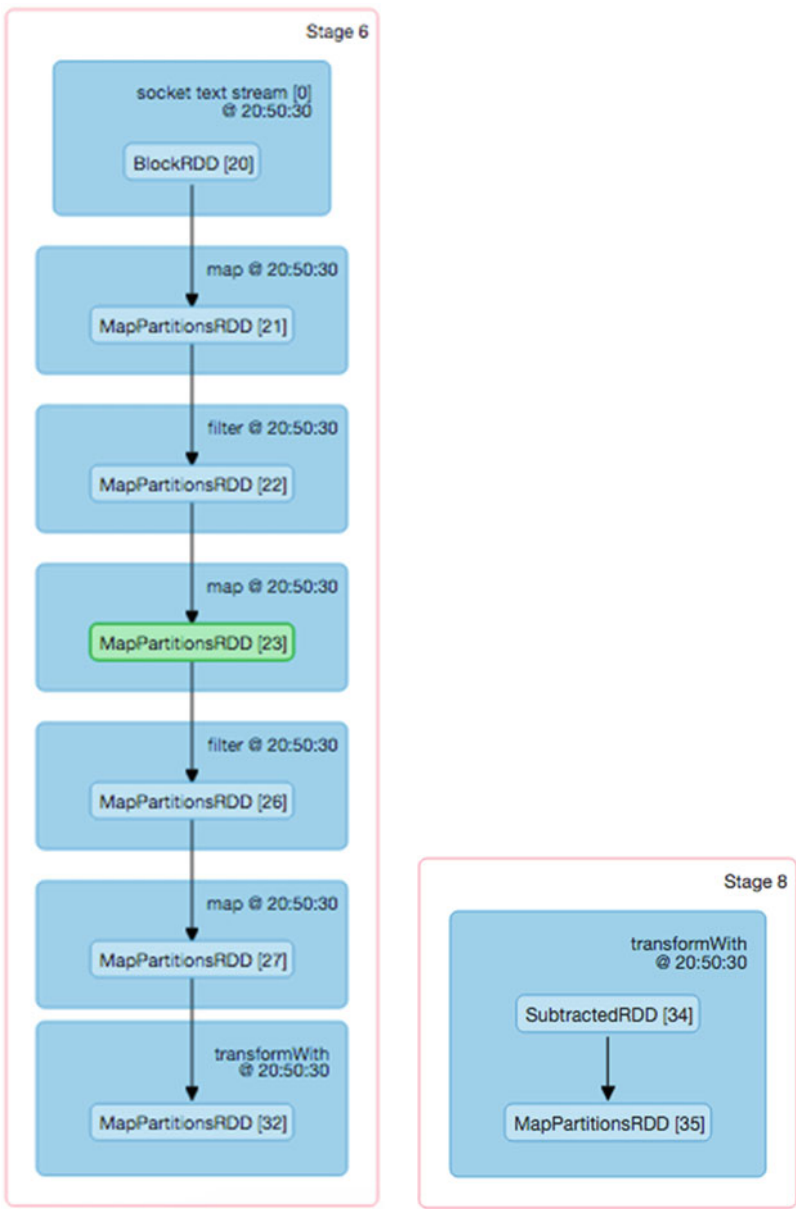 Stage 6
socket text stream [0]
@ 20:50:30
BlockRDD [20]
map @ 20:50:30
MapPartitionsRDD [21]
filter @ 20:50:30
MapPartitionsRDD [22]
map @ 20:50:30
MapPartitionsRDD [23]
filter @ 20:50:30
MapPartitionsRDD [26]
map @ 20:50:30
MapPartitionsRDD [27]
transformWith
@ 20:50:30
MapPartitionsRDD [32]
Stage 8
transformWith
@ 20:50:30
SubtractedRDD [34]
MapPartitionsRDD [35]